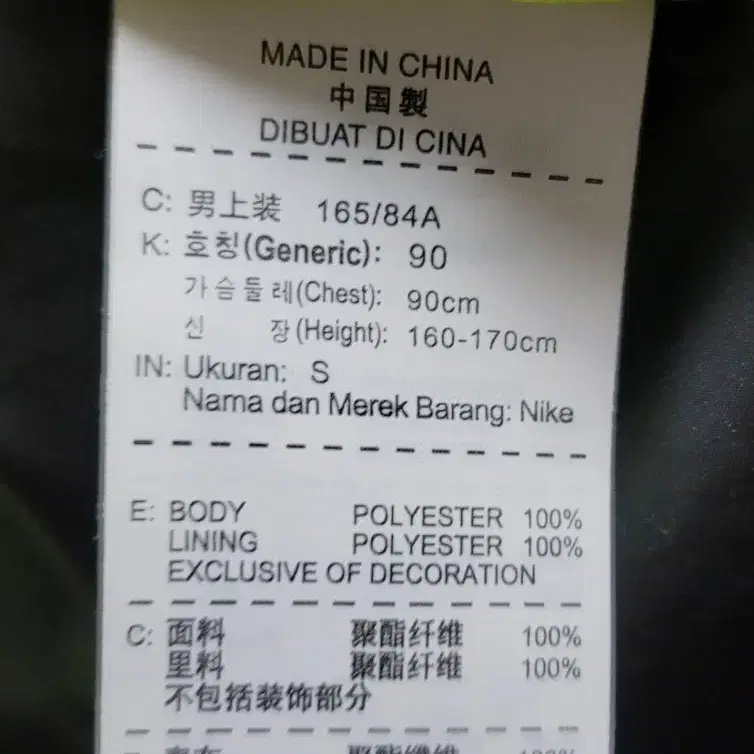 MADE IN CHINA
中国製
DIBUAT DI CINA
C: 男上装 165/84A
K: 호칭(Generic): 90
가슴둘레(Chest): 90cm
신 장(Height): 160-170cm
IN: Ukuran: S
Nama dan Merek Barang: Nike
E: BODY POLYESTER 100%
LINING POLYESTER 100%
EXCLUSIVE OF DECORATION
C: 面料 聚酯纤维 100%
里料 聚酯纤维 100%
不包括装饰部分